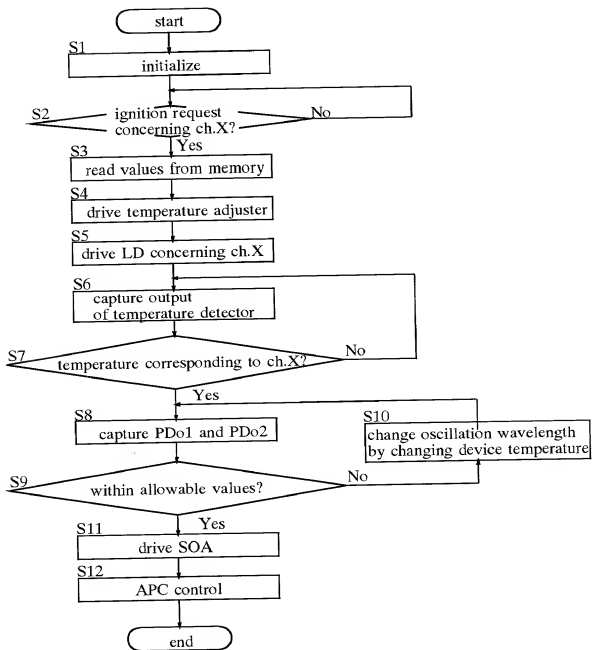 start
S1
initialize
S2
ignition request
concerning ch.X?
No
Yes
S3
read values from memory
S4
drive temperature adjuster
S5
drive LD concerning ch.X
S6
capture output
of temperature detector
S7
temperature corresponding to ch.X?
No
Yes
S8
capture PDo1 and PDo2
S10
change oscillation wavelength
by changing device temperature
S9
within allowable values?
No
Yes
S11
drive SOA
S12
APC control
end